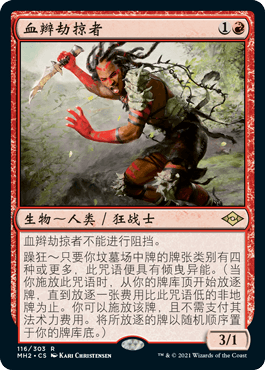 血辫劫掠者 1
生物～人类／狂战士
血辫劫掠者不能进行阻挡。
躁狂～只要你坟墓场中牌的牌张类别有四
种或更多，此咒语便具有倾曳异能。（当
你施放此咒语时，从你的牌库顶开始放逐
牌，直到放逐一张费用比此咒语低的非地
牌为止。你可以施放该牌，且不需支付其
法术力费用。将所放逐的牌以随机顺序置
于你的牌库底。）
3/1
116/303 R
MH2 • CS KARI CHRISTENSEN
™ & © 2021 Wizards of the Coast